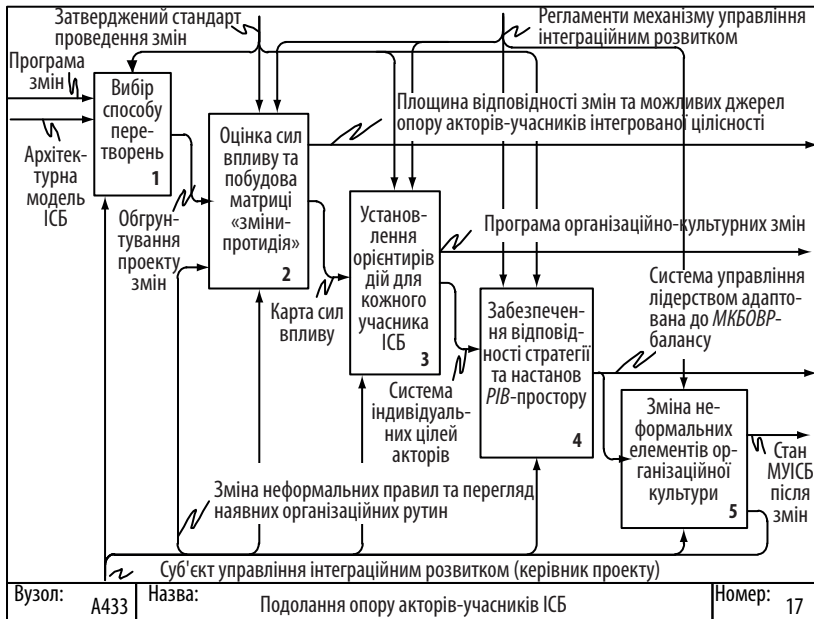 Затверджений стандарт
проведення змін
Регламенти механізму управління
інтеграційним розвитком
Програма
змін
Вибір
способу
пере-
творень
1
Архітек-
турна
модель
ІСБ
Площина відповідності змін та можливих джерел
опору акторів-учасників інтегрованої цілісності
Оцінка сил
впливу та
побудова
матриці
«зміни-
протидія»
2
Обгрун-
тування
проекту
змін
Програма організаційно-культурних змін
Установ-
лення
орієнтирів
дій для
кожного
учасника
ІСБ
3
Карта сил
впливу
Система управління
лідерством адапто-
вана до МКБОВР-
балансу
Забезпечен-
ня відповід-
ності стратегії
та настанов
РІВ-простору
4
Система
індивідуаль-
них цілей
акторів
Зміна не-
формальних
елементів ор-
ганізаційної
культури
5
Стан
МУІСБ
після
змін
Зміна неформальних правил та перегляд
наявних організаційних рутин
Суб'єкт управління інтеграційним розвитком (керівник проекту)
Вузол: А433
Назва: Подолання опору акторів-учасників ІСБ
Номер: 17